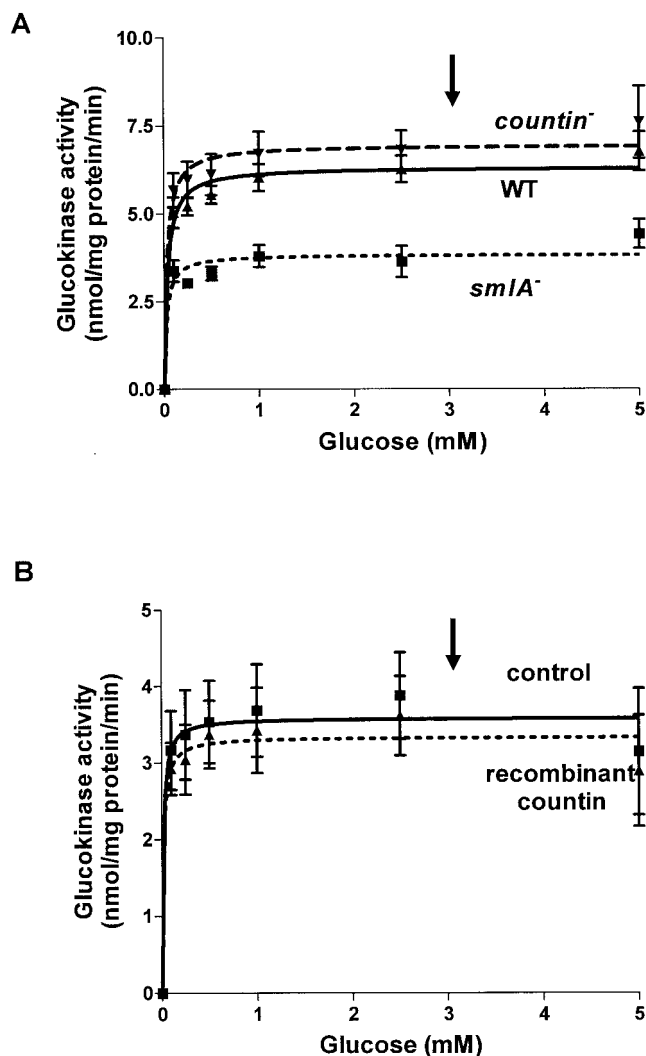 A
Glucokinase activity
(nmol/mg protein/min)
10.0
7.5
5.0
2.5
0.0
countin-
WT
smlA-
0
1
2
3
4
5
Glucose (mM)
B
Glucokinase activity
(nmol/mg protein/min)
5
4
3
2
1
0
control
recombinant
countin
0
1
2
3
4
5
Glucose (mM)